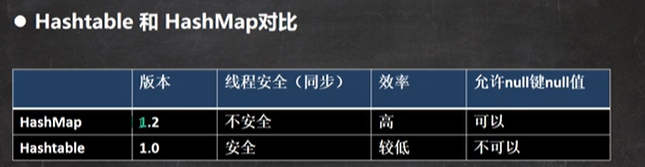 ● Hashtable 和 HashMap对比
版本 线程安全（同步） 效率 允许null键null值
HashMap 1.2 不安全 高 可以
Hashtable 1.0 安全 较低 不可以